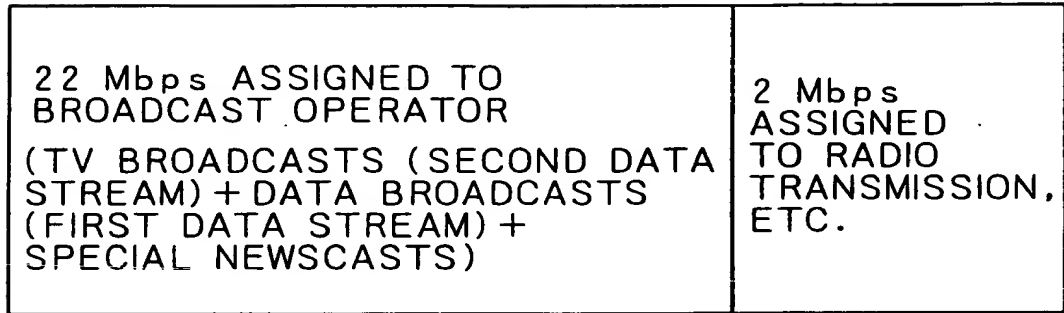 22 Mbps ASSIGNED TO
BROADCAST OPERATOR
(TV BROADCASTS (SECOND DATA
STREAM)+DATA BROADCASTS
(FIRST DATA STREAM)+
SPECIAL NEWSCASTS)
2 Mbps
ASSIGNED
TO RADIO
TRANSMISSION,
ETC.